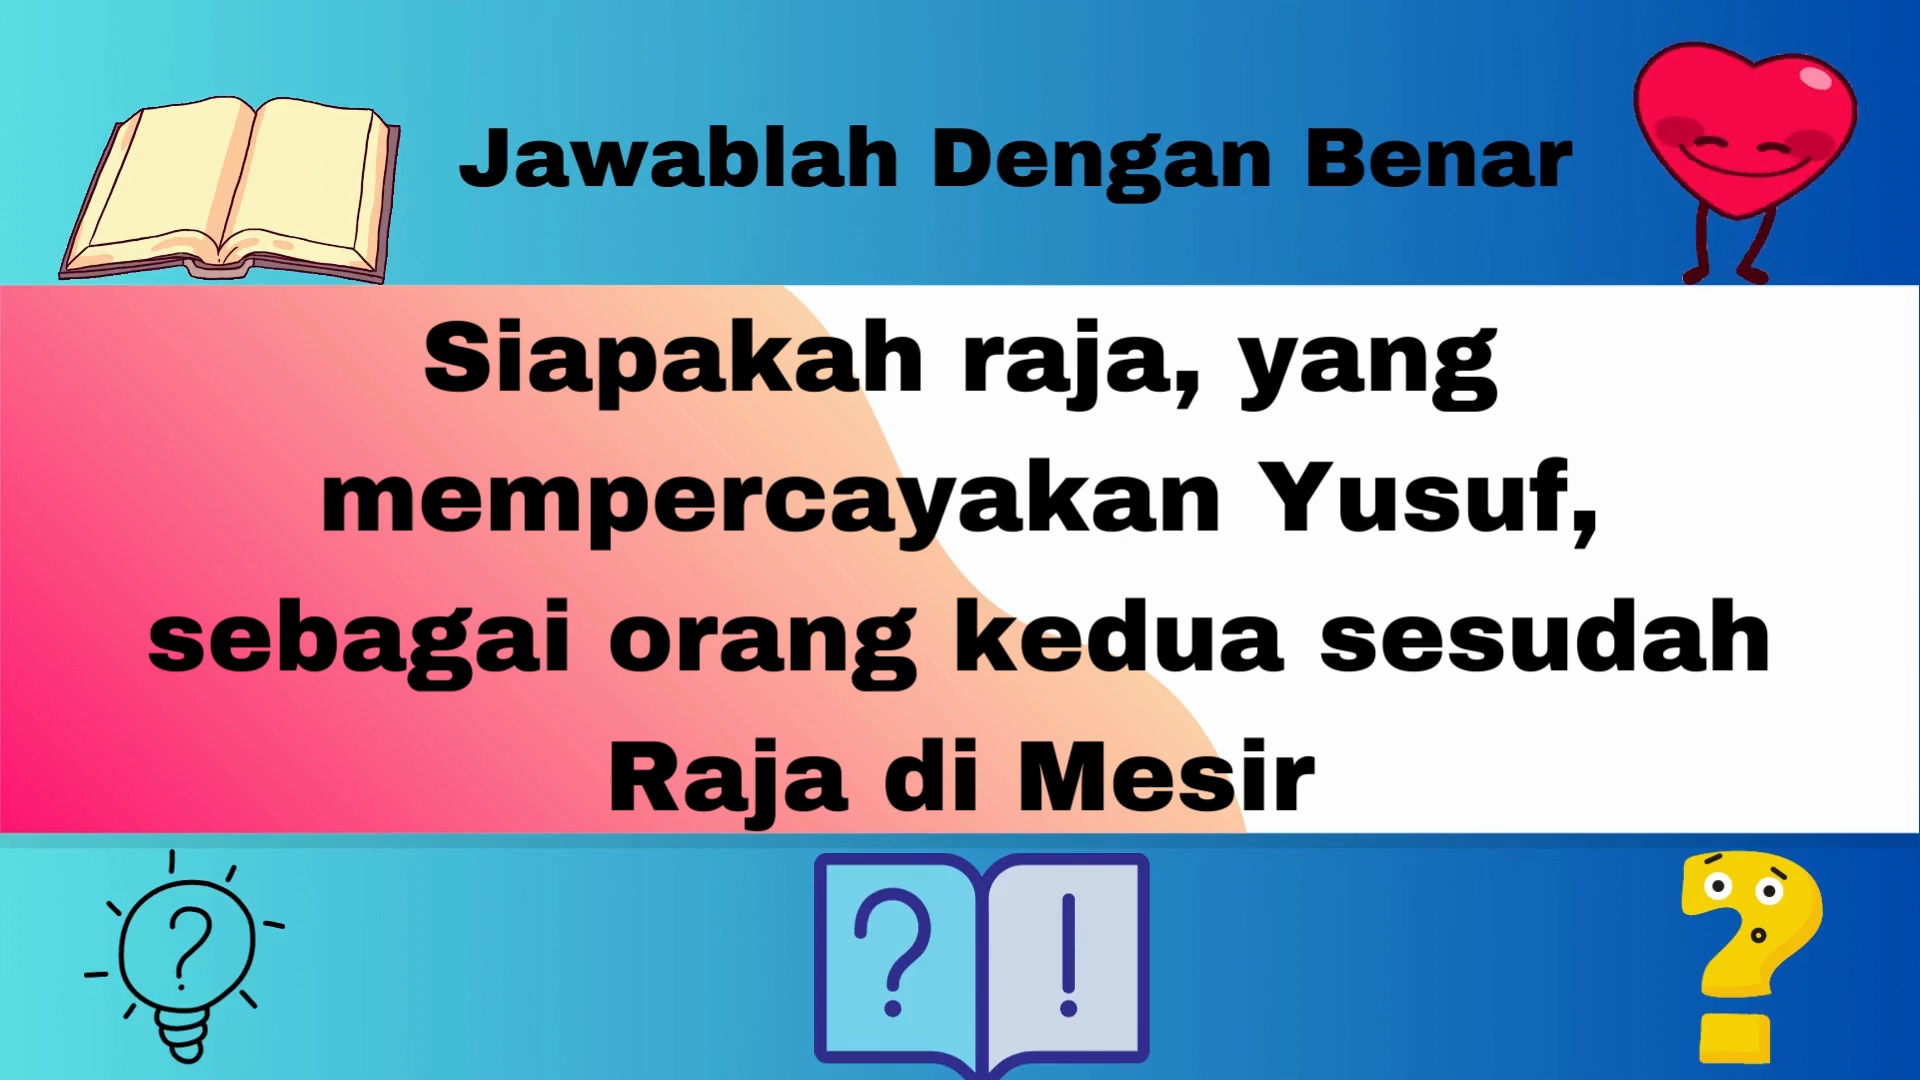 Jawablah Dengan Benar
Siapakah raja, yang
mempercayakan Yusuf,
sebagai orang kedua sesudah
Raja di Mesir
?
? !